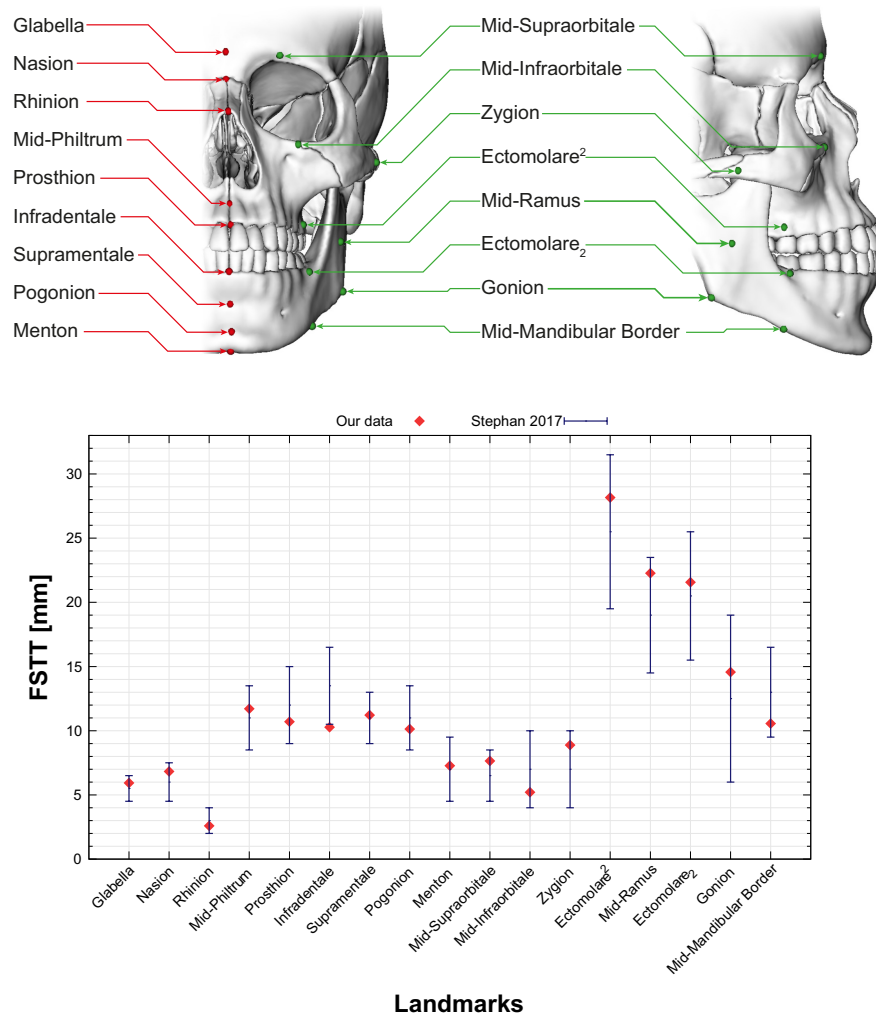 Glabella
Nasion
Rhinion
Mid-Philtrum
Prosthion
Infradentale
Supramentale
Pogonion
Menton
Mid-Supraorbitale
Mid-Infraorbitale
Zygion
Ectomolare²
Mid-Ramus
Ectomolare₂
Gonion
Mid-Mandibular Border
Our data
Stephan 2017
FSTT [mm]
30
25
20
15
10
5
0
Glabella
Nasion
Rhinion
Mid-Philtrum
Prosthion
Infradentale
Supramentale
Pogonion
Menton
Mid-Supraorbitale
Mid-Infraorbitale
Zygion
Ectomolare²
Mid-Ramus
Ectomolare₂
Gonion
Mid-Mandibular Border
Landmarks